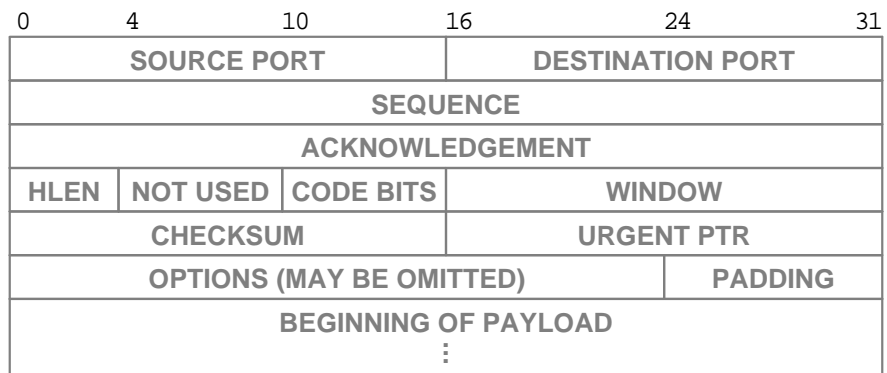 0 4 10 16 24 31
SOURCE PORT DESTINATION PORT
SEQUENCE
ACKNOWLEDGEMENT
HLEN NOT USED CODE BITS WINDOW
CHECKSUM URGENT PTR
OPTIONS (MAY BE OMITTED) PADDING
BEGINNING OF PAYLOAD
⋮